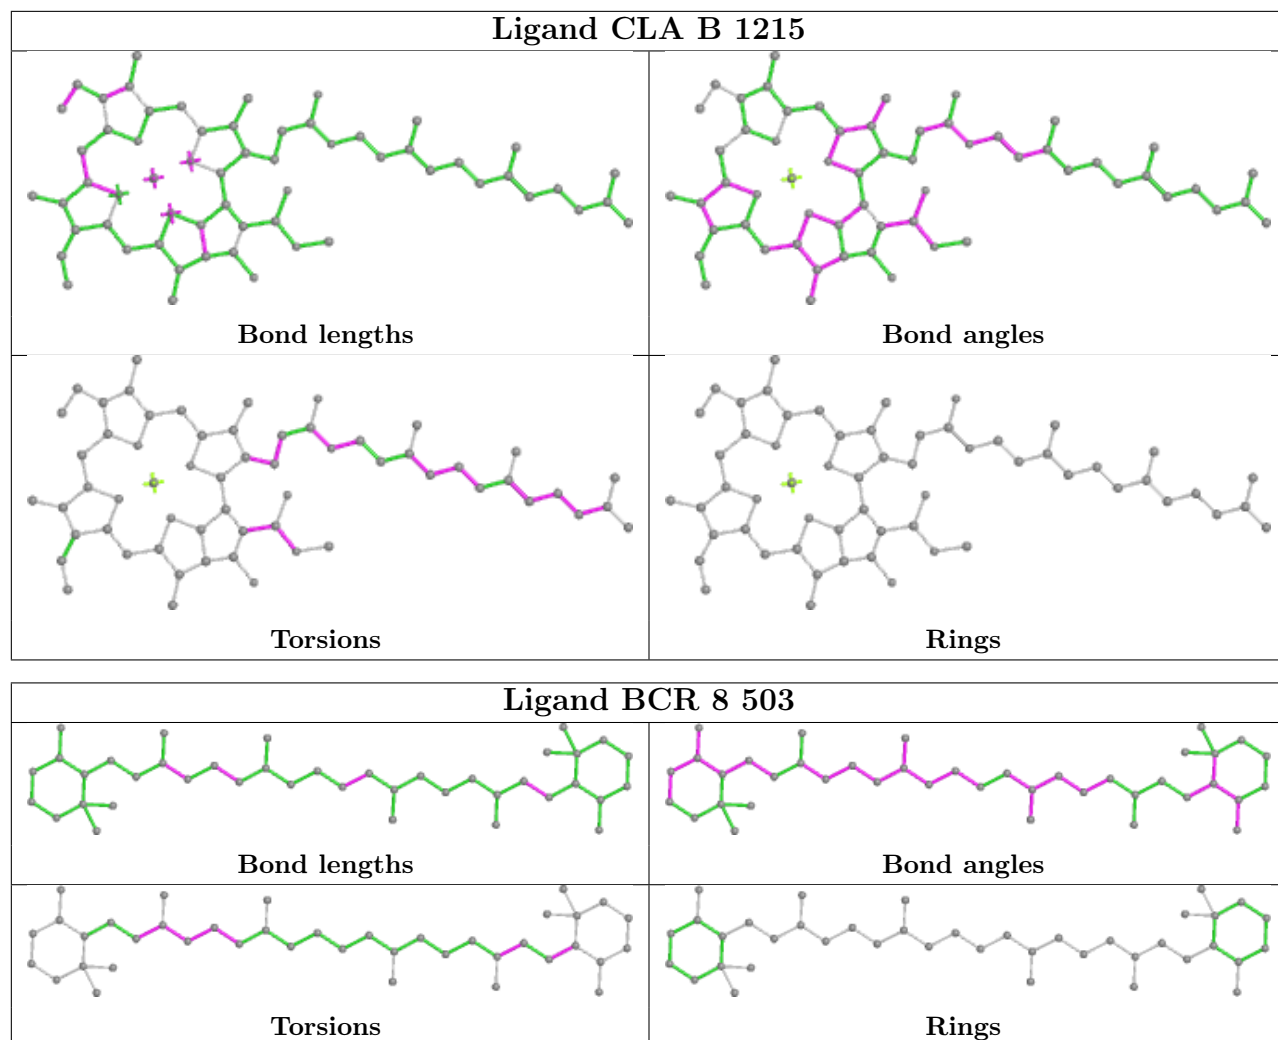 Ligand CLA B 1215
Bond lengths
Bond angles
Torsions
Rings
Ligand BCR 8 503
Bond lengths
Bond angles
Torsions
Rings